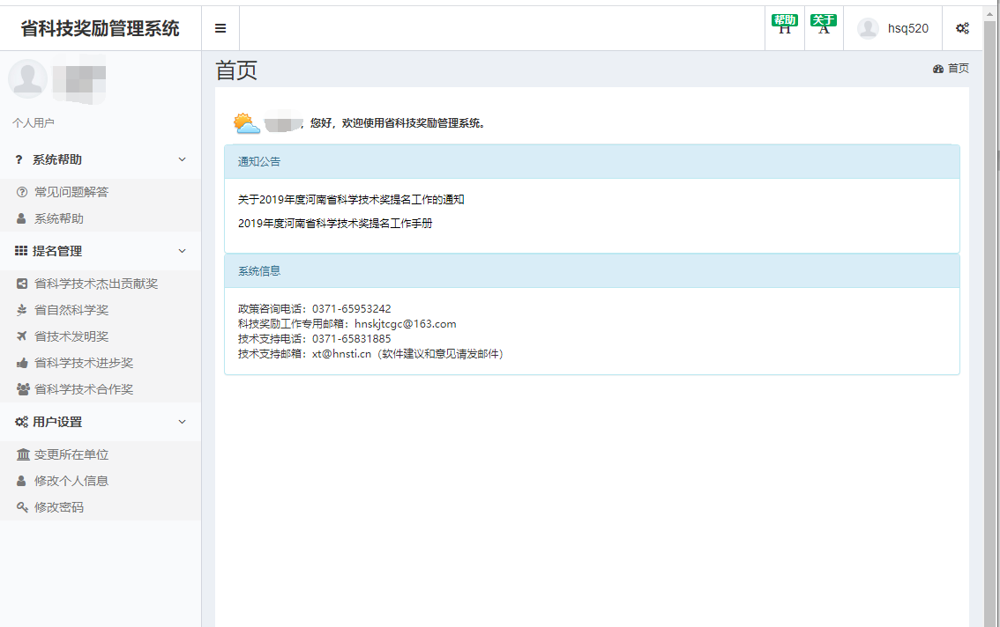 省科技奖励管理系统
帮助
H
关于
A
hsq520
个人用户
系统帮助
常见问题解答
系统帮助
提名管理
省科学技术杰出贡献奖
省自然科学奖
省技术发明奖
省科学技术进步奖
省科学技术合作奖
用户设置
变更所在单位
修改个人信息
修改密码
首页
首页
，您好，欢迎使用省科技奖励管理系统。
通知公告
关于2019年度河南省科学技术奖提名工作的通知
2019年度河南省科学技术奖提名工作手册
系统信息
政策咨询电话：0371-65953242
科技奖励工作专用邮箱：hnskjtcgc@163.com
技术支持电话：0371-65831885
技术支持邮箱：xt@hnsti.cn（软件建议和意见请发邮件）